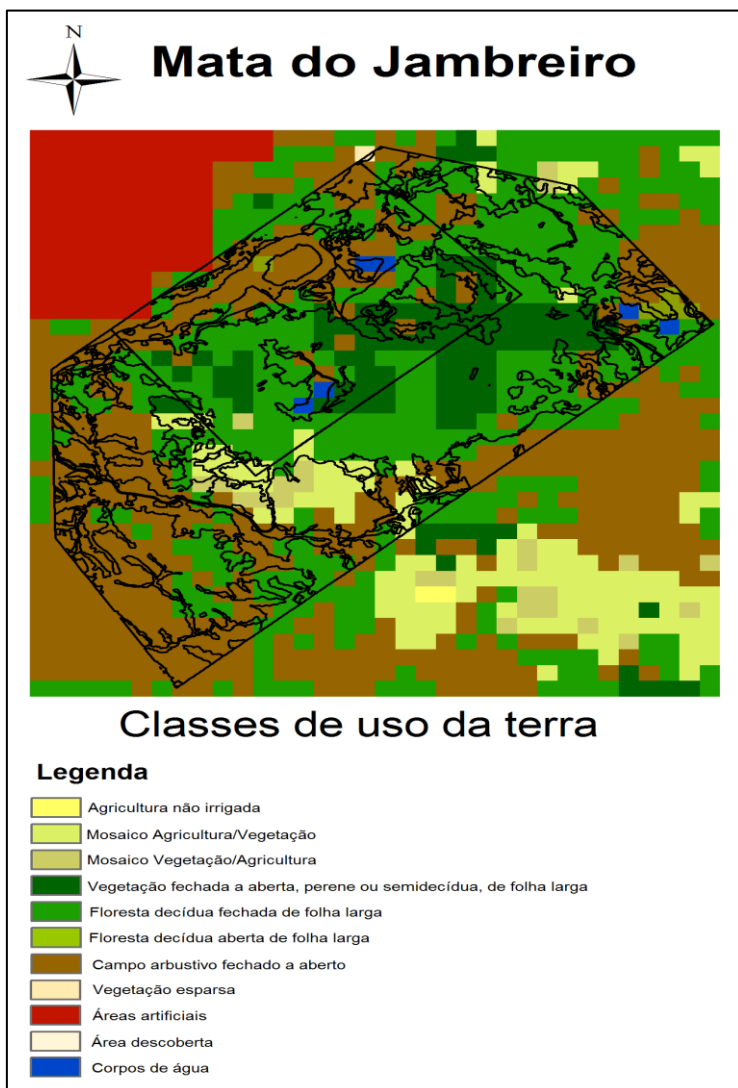 N
Mata do Jambreiro
Classes de uso da terra
Legenda
Agricultura não irrigada
Mosaico Agricultura/Vegetação
Mosaico Vegetação/Agricultura
Vegetação fechada a aberta, perene ou semidecídua, de folha larga
Floresta decídua fechada de folha larga
Floresta decídua aberta de folha larga
Campo arbustivo fechado a aberto
Vegetação esparsa
Áreas artificiais
Área descoberta
Corpos de água